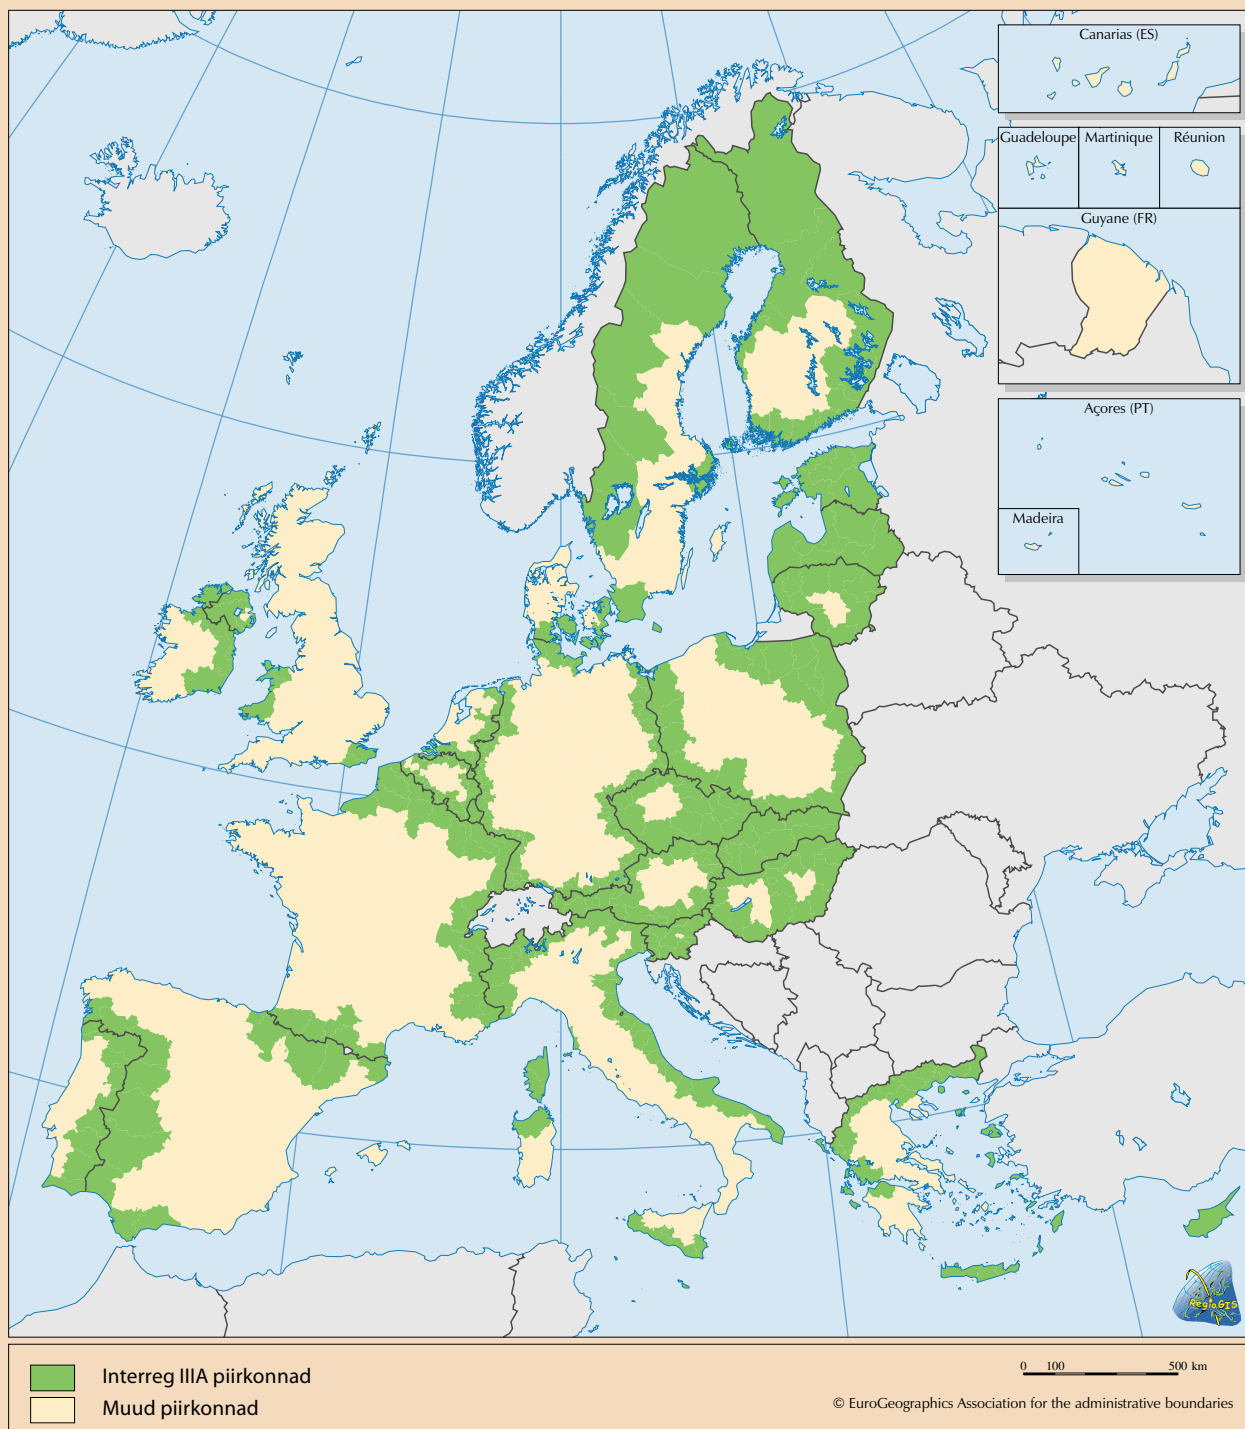 Canarias (ES)
Guadeloupe
Martinique
Réunion
Guyane (FR)
Açores (PT)
Madeira
RegioGIS
Interreg IIIA piirkonnad
Muud piirkonnad
0 100 500 km
© EuroGeographics Association for the administrative boundaries